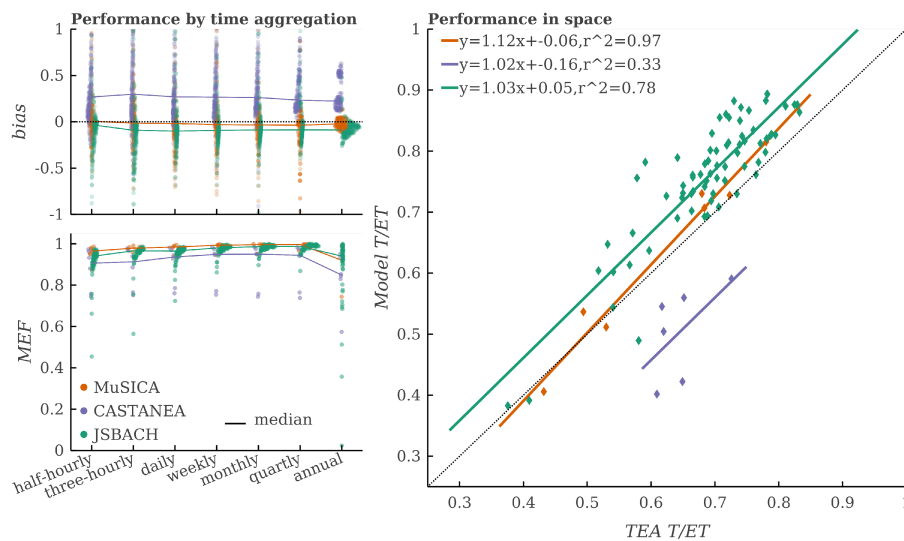 Performance by time aggregation
1
0.5
0
-0.5
-1
bias
1
0.8
0.6
0.4
0.2
0
MEF
MuSICA
CASTANEA
JSBACH
median
half-hourly
three-hourly
daily
weekly
monthly
quartly
annual
Performance in space
y=1.12x+-0.06,r^2=0.97
y=1.02x+-0.16,r^2=0.33
y=1.03x+0.05,r^2=0.78
1
0.9
0.8
0.7
0.6
0.5
0.4
0.3
Model T/ET
0.3 0.4 0.5 0.6 0.7 0.8 0.9
TEA T/ET